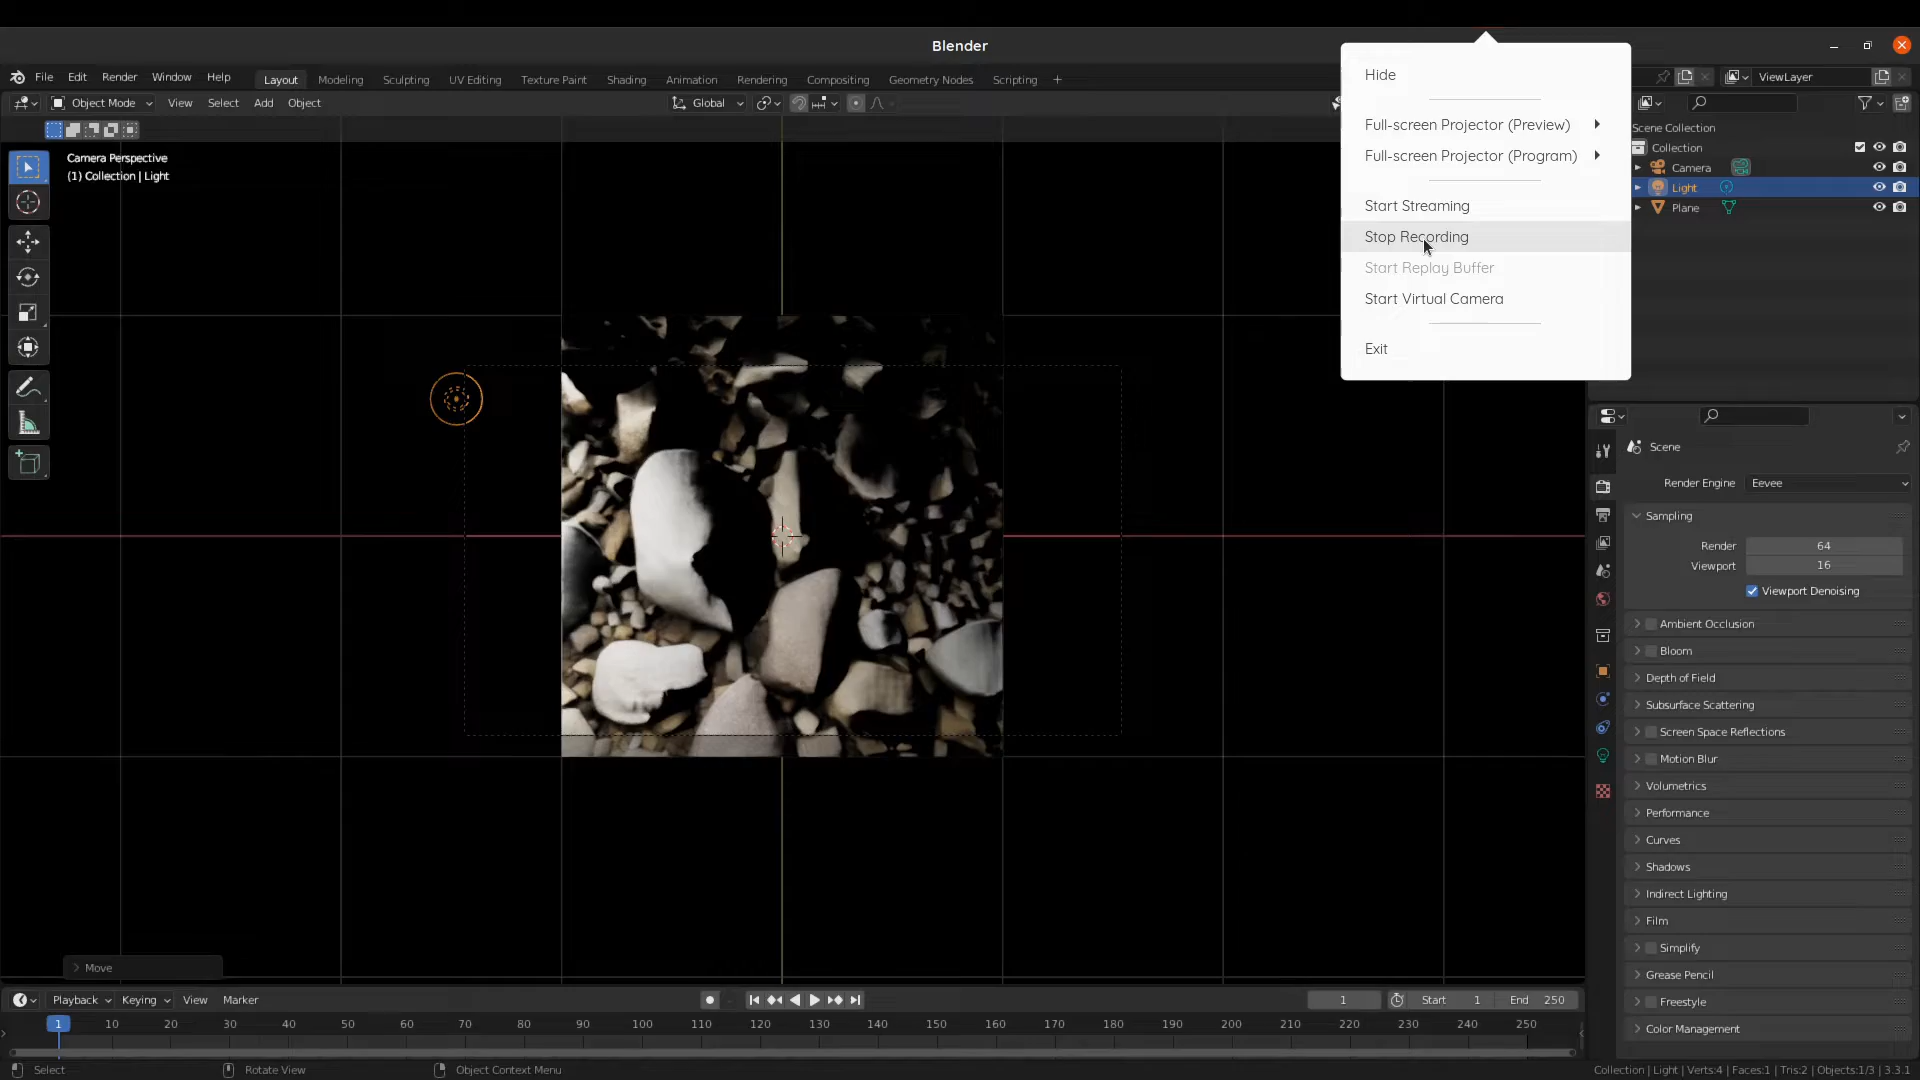 Blender
File Edit Render Window Help
Layout Modeling Sculpting UV Editing Texture Paint Shading Animation Rendering Compositing Geometry Nodes Scripting +
ViewLayer
Object Mode View Select Add Object
Global
Camera Perspective
(1) Collection | Light
Hide
Full-screen Projector (Preview)
Full-screen Projector (Program)
Start Streaming
Stop Recording
Start Replay Buffer
Start Virtual Camera
Exit
Scene Collection
Collection
Camera
Light
Plane
Scene
Render Engine Eevee
Sampling
Render 64
Viewport 16
Viewport Denoising
Ambient Occlusion
Bloom
Depth of Field
Subsurface Scattering
Screen Space Reflections
Motion Blur
Volumetrics
Performance
Curves
Shadows
Indirect Lighting
Film
Simplify
Grease Pencil
Freestyle
Color Management
Move
Playback Keying View Marker
1 Start 1 End 250
1 10 20 30 40 50 60 70 80 90 100 110 120 130 140 150 160 170 180 190 200 210 220 230 240 250
Select Rotate View Object Context Menu
Collection | Light | Verts:4 | Faces:1 | Tris:2 | Objects:1/3 | 3.3.1